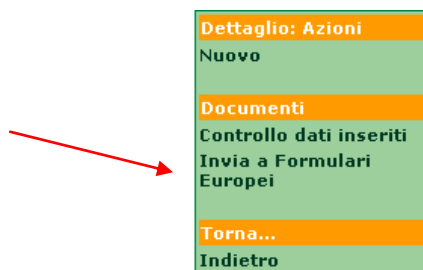 Dettaglio: Azioni
Nuovo
Documenti
Controllo dati inseriti
Invia a Formulari
Europei
Torna...
Indietro